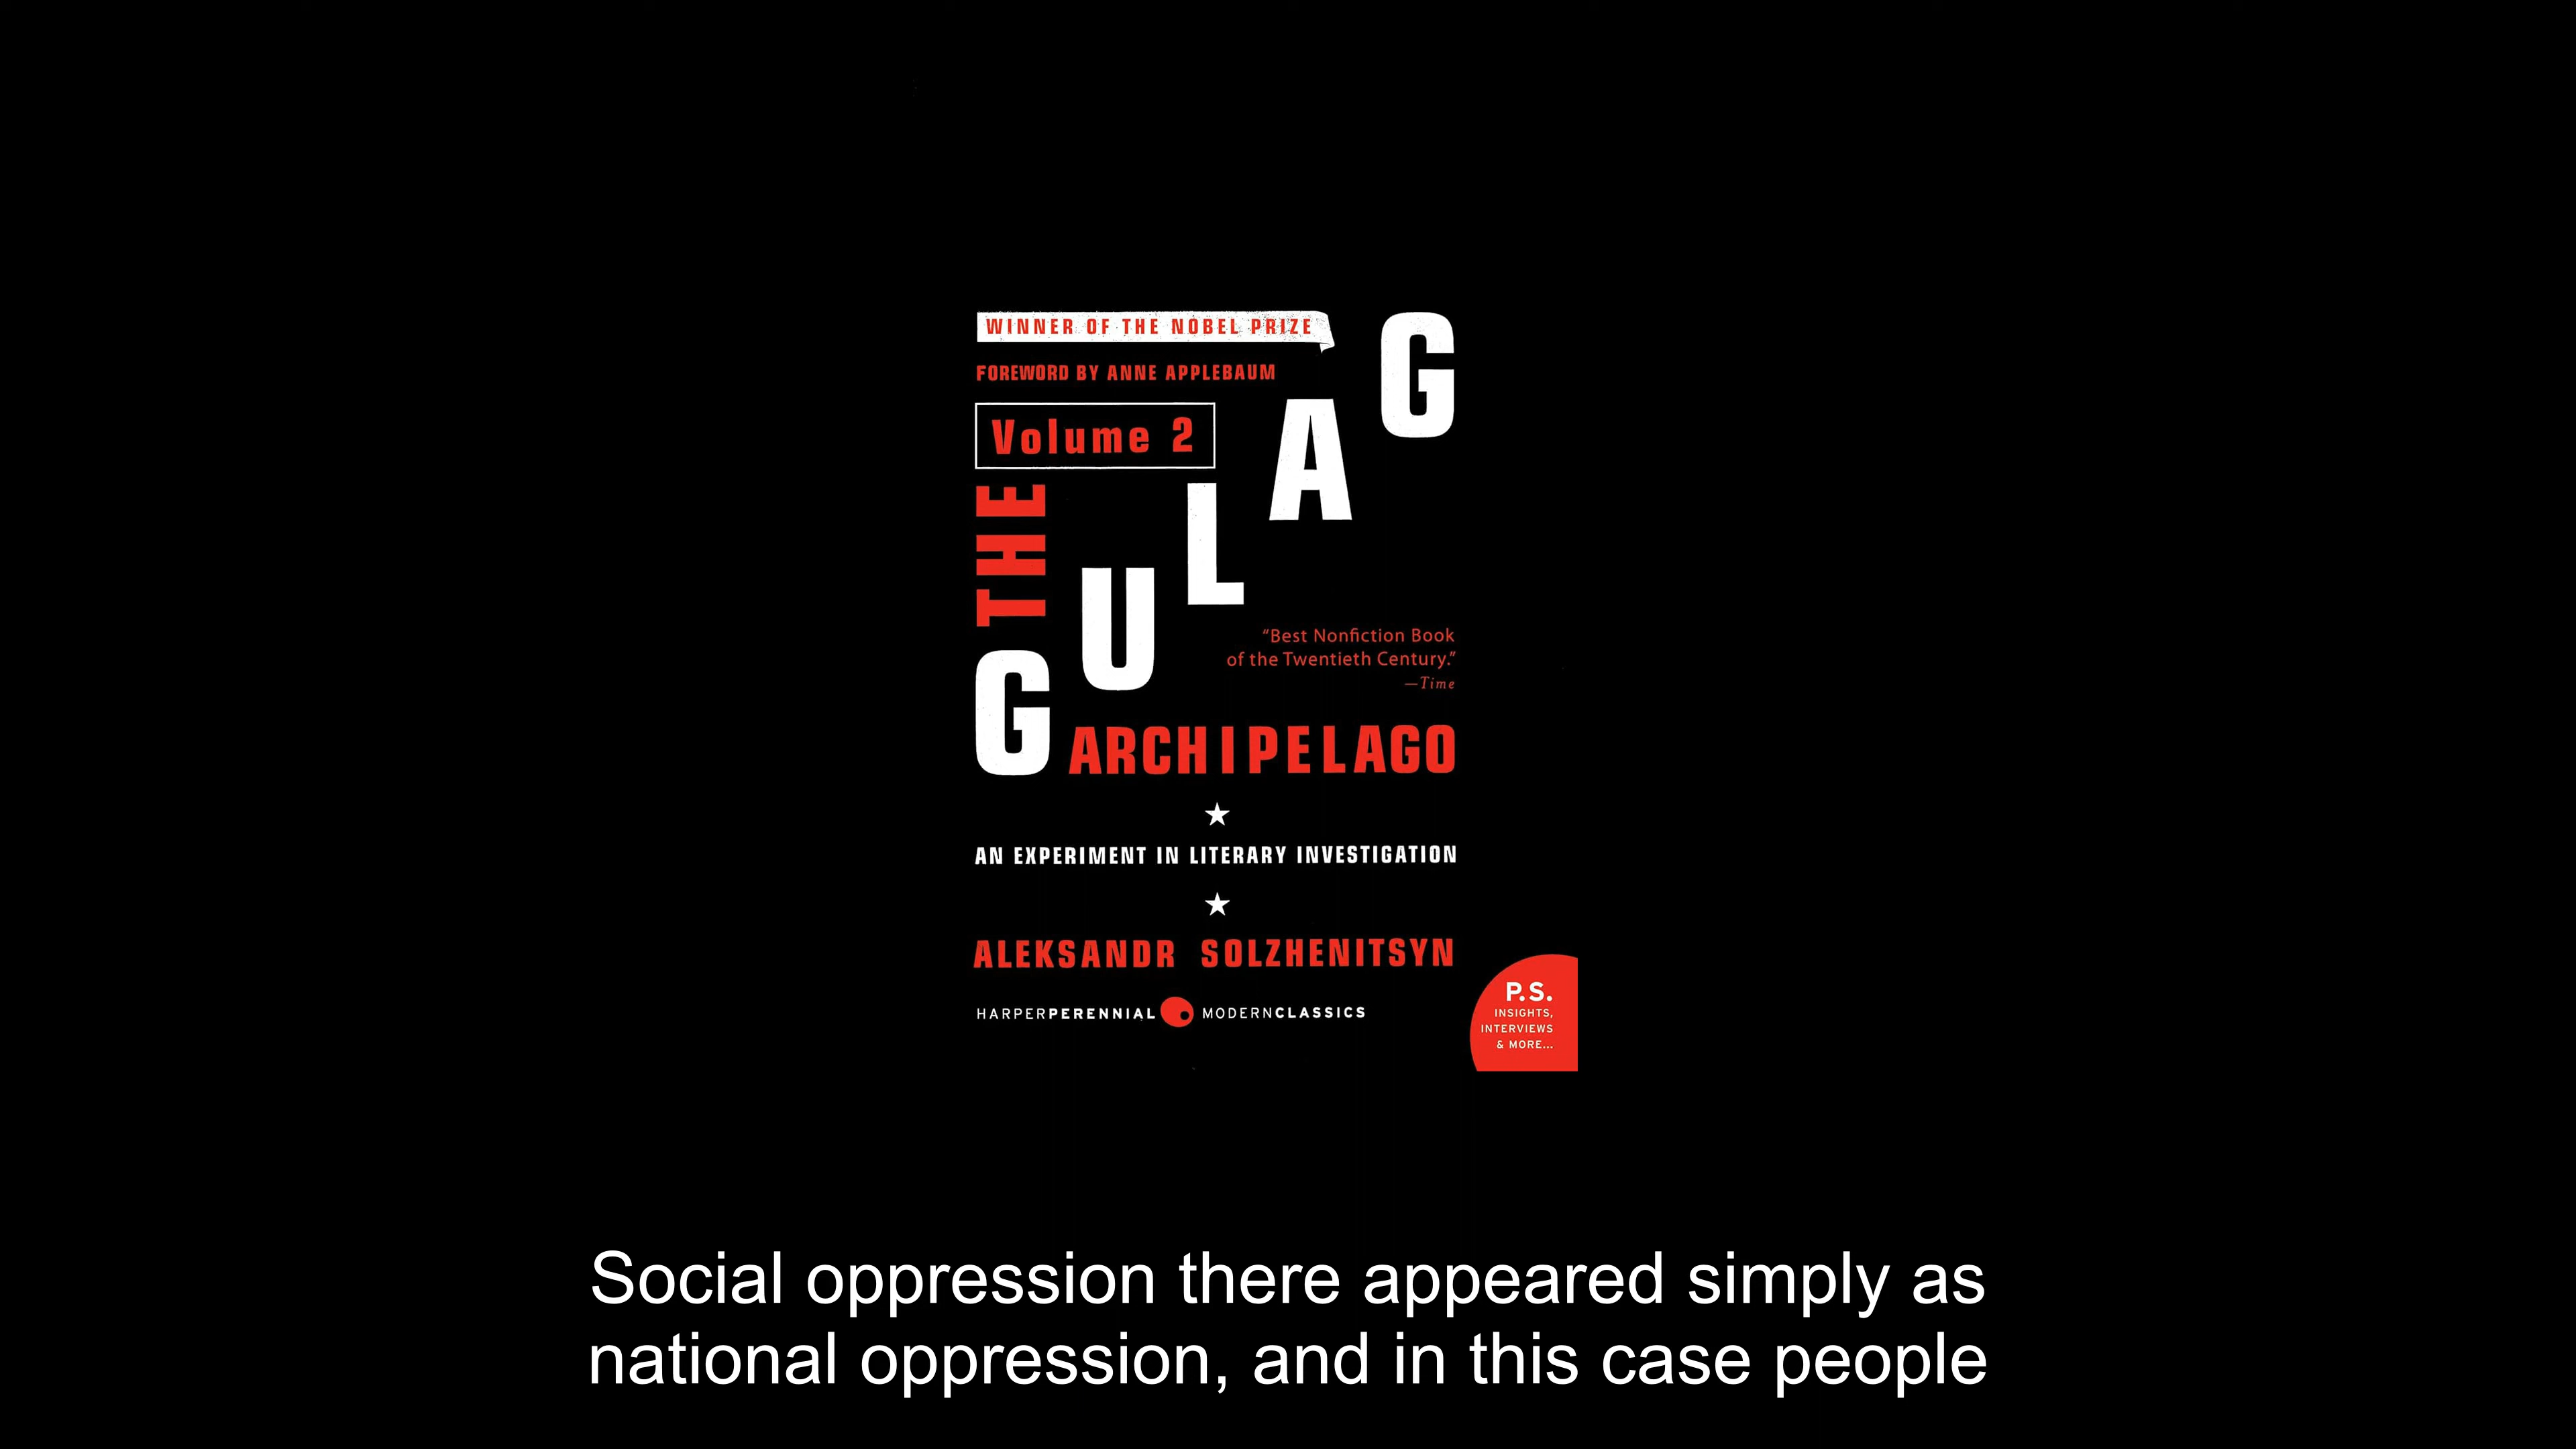 WINNER OF THE NOBEL PRIZE
FOREWORD BY ANNE APPLEBAUM
Volume 2
THE
GULAG
ARCHIPELAGO
“Best Nonfiction Book
of the Twentieth Century.”
—Time
AN EXPERIMENT IN LITERARY INVESTIGATION
ALEKSANDR SOLZHENITSYN
HARPERPERENNIAL MODERNCLASSICS
P.S.
INSIGHTS,
INTERVIEWS
& MORE...
Social oppression there appeared simply as
national oppression, and in this case people